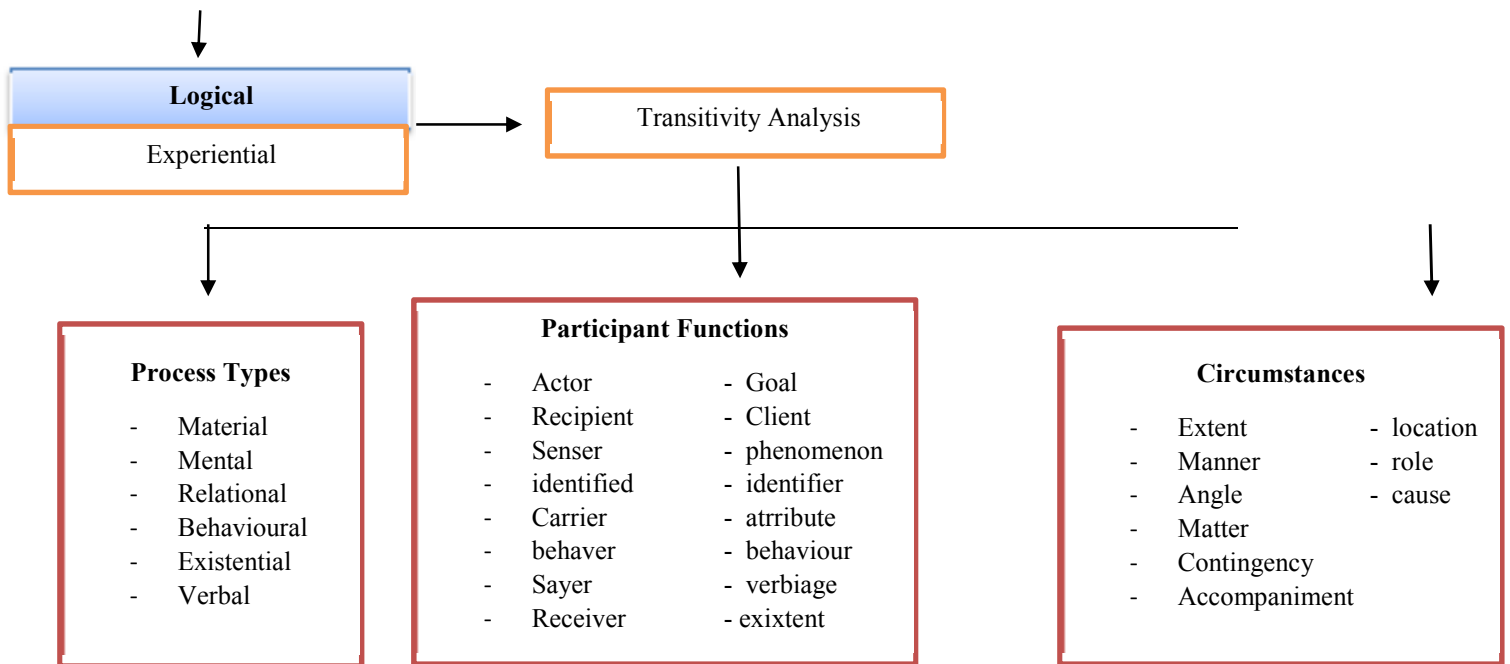 Logical
Experiential
Transitivity Analysis
Process Types
- Material
- Mental
- Relational
- Behavioural
- Existential
- Verbal
Participant Functions
- Actor - Goal
- Recipient - Client
- Senser - phenomenon
- identified - identifier
- Carrier - atrribute
- behaver - behaviour
- Sayer - verbiage
- Receiver - exixtent
Circumstances
- Extent - location
- Manner - role
- Angle - cause
- Matter
- Contingency
- Accompaniment